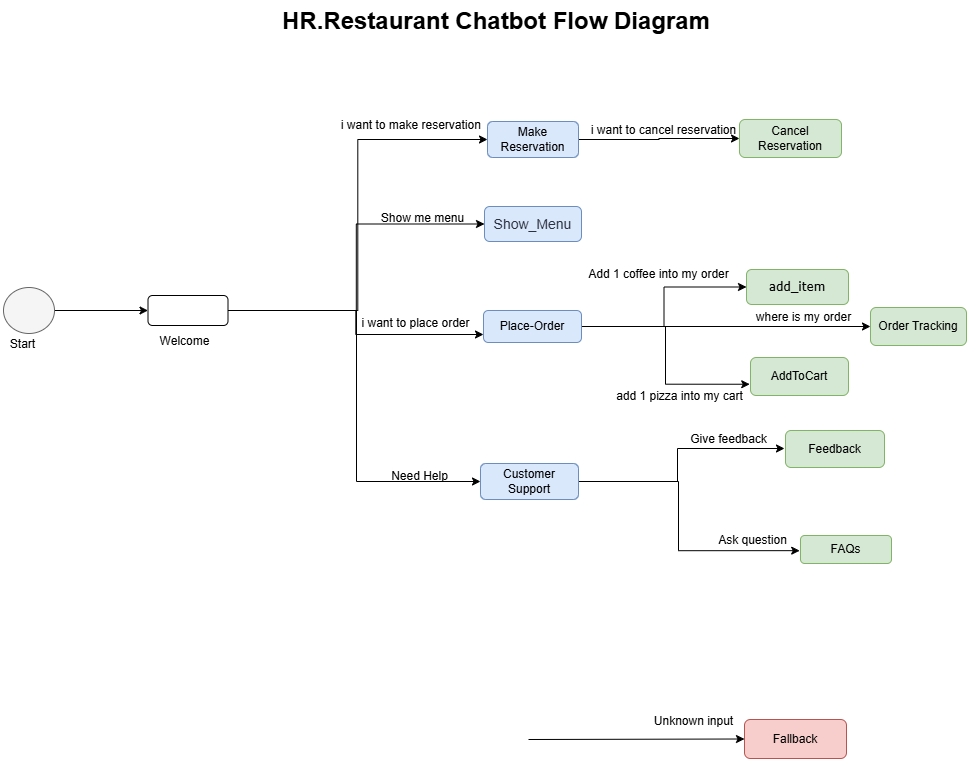 HR.Restaurant Chatbot Flow Diagram
i want to make reservation
Make
Reservation
i want to cancel reservation
Cancel
Reservation
Show me menu
Show_Menu
Start
Welcome
i want to place order
Place-Order
Add 1 coffee into my order
add_item
where is my order
Order Tracking
add 1 pizza into my cart
AddToCart
Need Help
Customer
Support
Give feedback
Feedback
Ask question
FAQs
Unknown input
Fallback